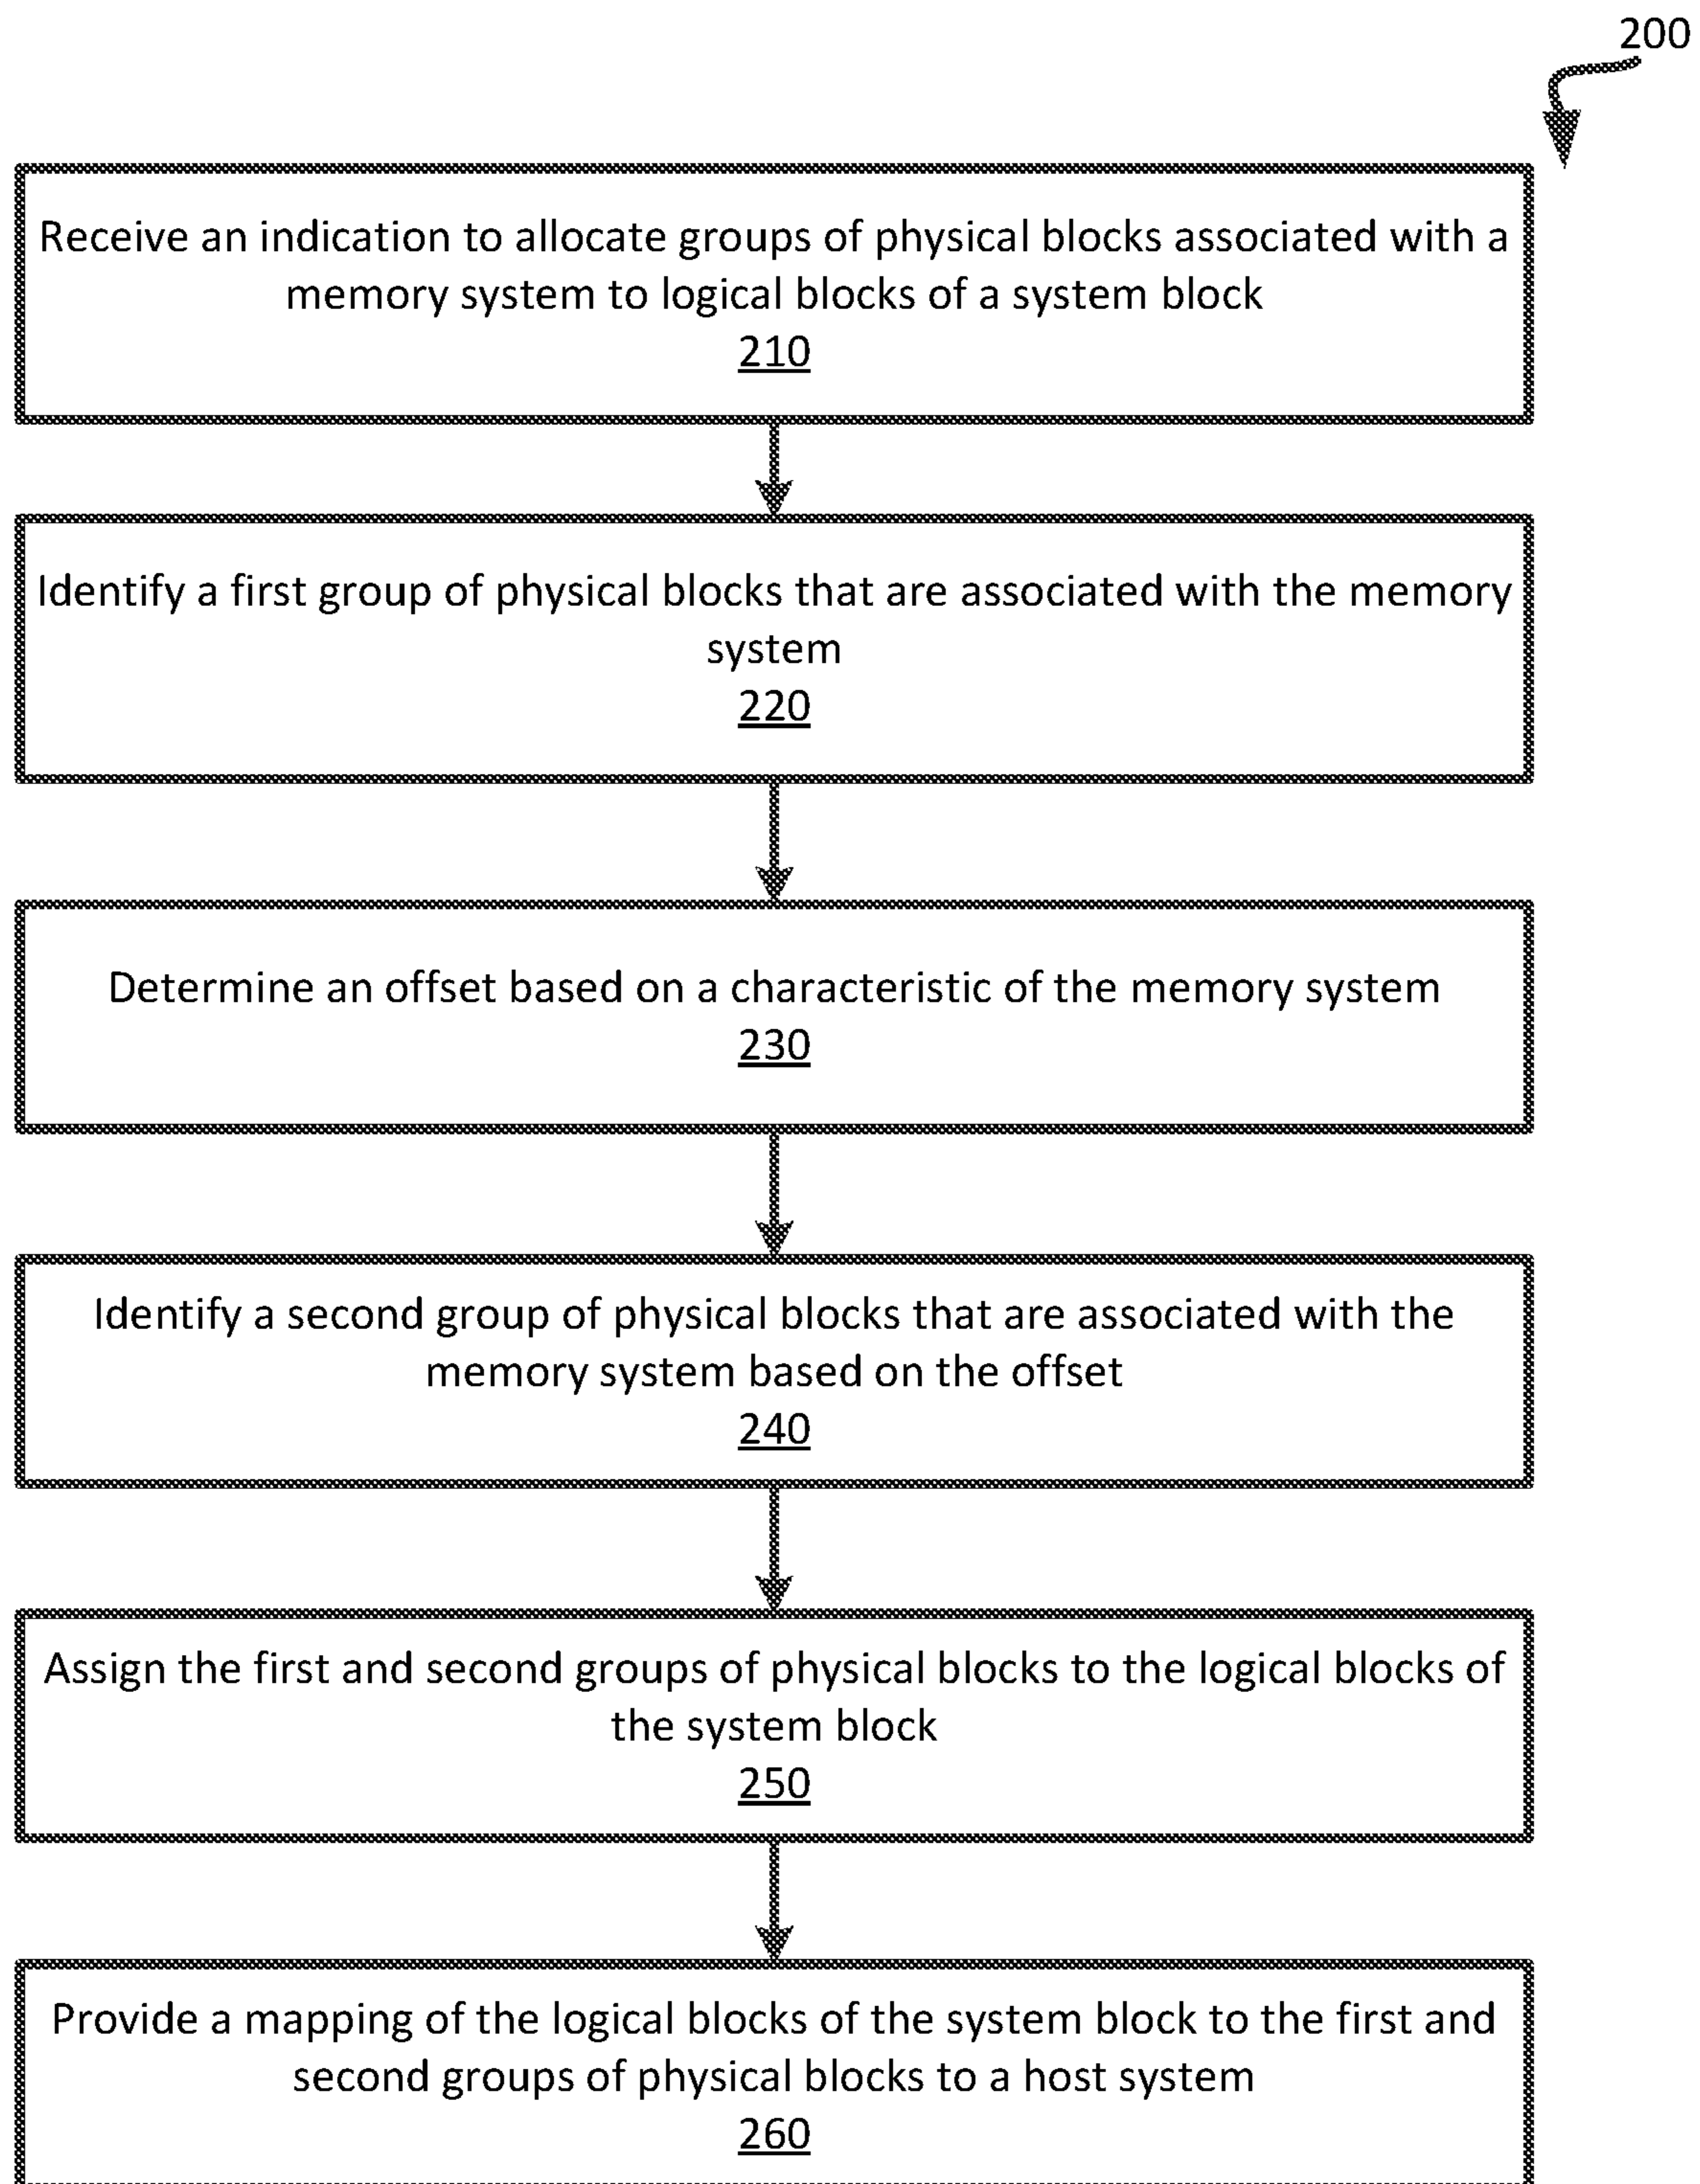 200
Receive an indication to allocate groups of physical blocks associated with a
memory system to logical blocks of a system block
210
Identify a first group of physical blocks that are associated with the memory
system
220
Determine an offset based on a characteristic of the memory system
230
Identify a second group of physical blocks that are associated with the
memory system based on the offset
240
Assign the first and second groups of physical blocks to the logical blocks of
the system block
250
Provide a mapping of the logical blocks of the system block to the first and
second groups of physical blocks to a host system
260